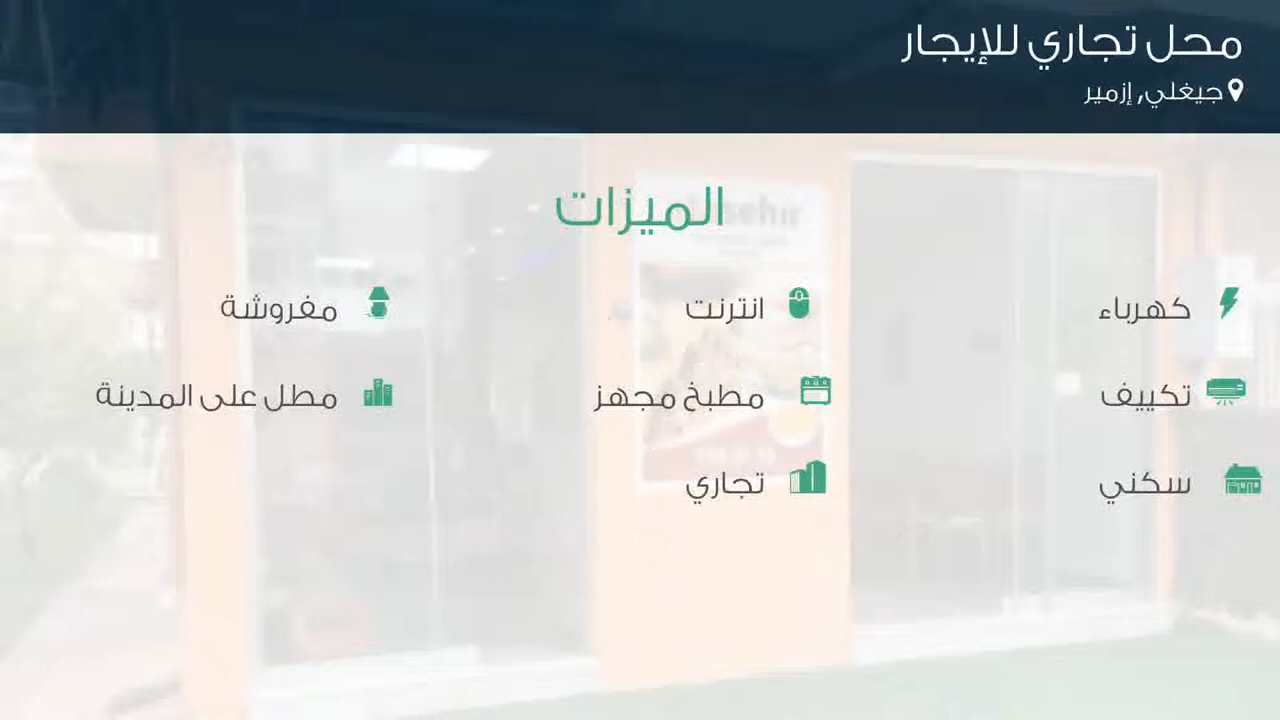 محل تجاري للإيجار
جيغلي, إزمير
الميزات
كهرباء
انترنت
مفروشة
تكييف
مطبخ مجهز
مطل على المدينة
سكني
تجاري